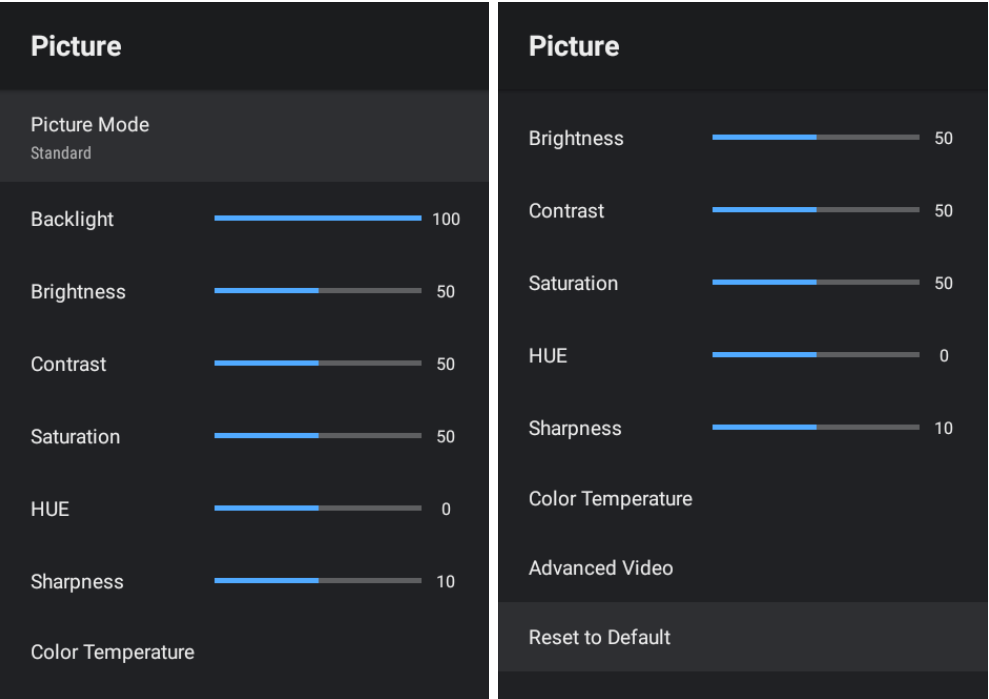 Picture
Picture Mode
Standard
Backlight 100
Brightness 50
Contrast 50
Saturation 50
HUE 0
Sharpness 10
Color Temperature
Picture
Brightness 50
Contrast 50
Saturation 50
HUE 0
Sharpness 10
Color Temperature
Advanced Video
Reset to Default